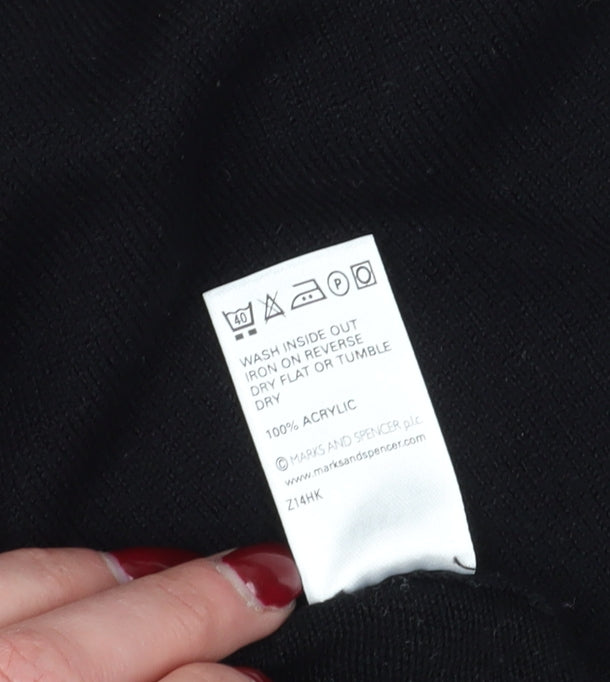 40 P
WASH INSIDE OUT
IRON ON REVERSE
DRY FLAT OR TUMBLE
DRY
100% ACRYLIC
© MARKS AND SPENCER p.l.c.
www.marksandspencer.com
Z14HK